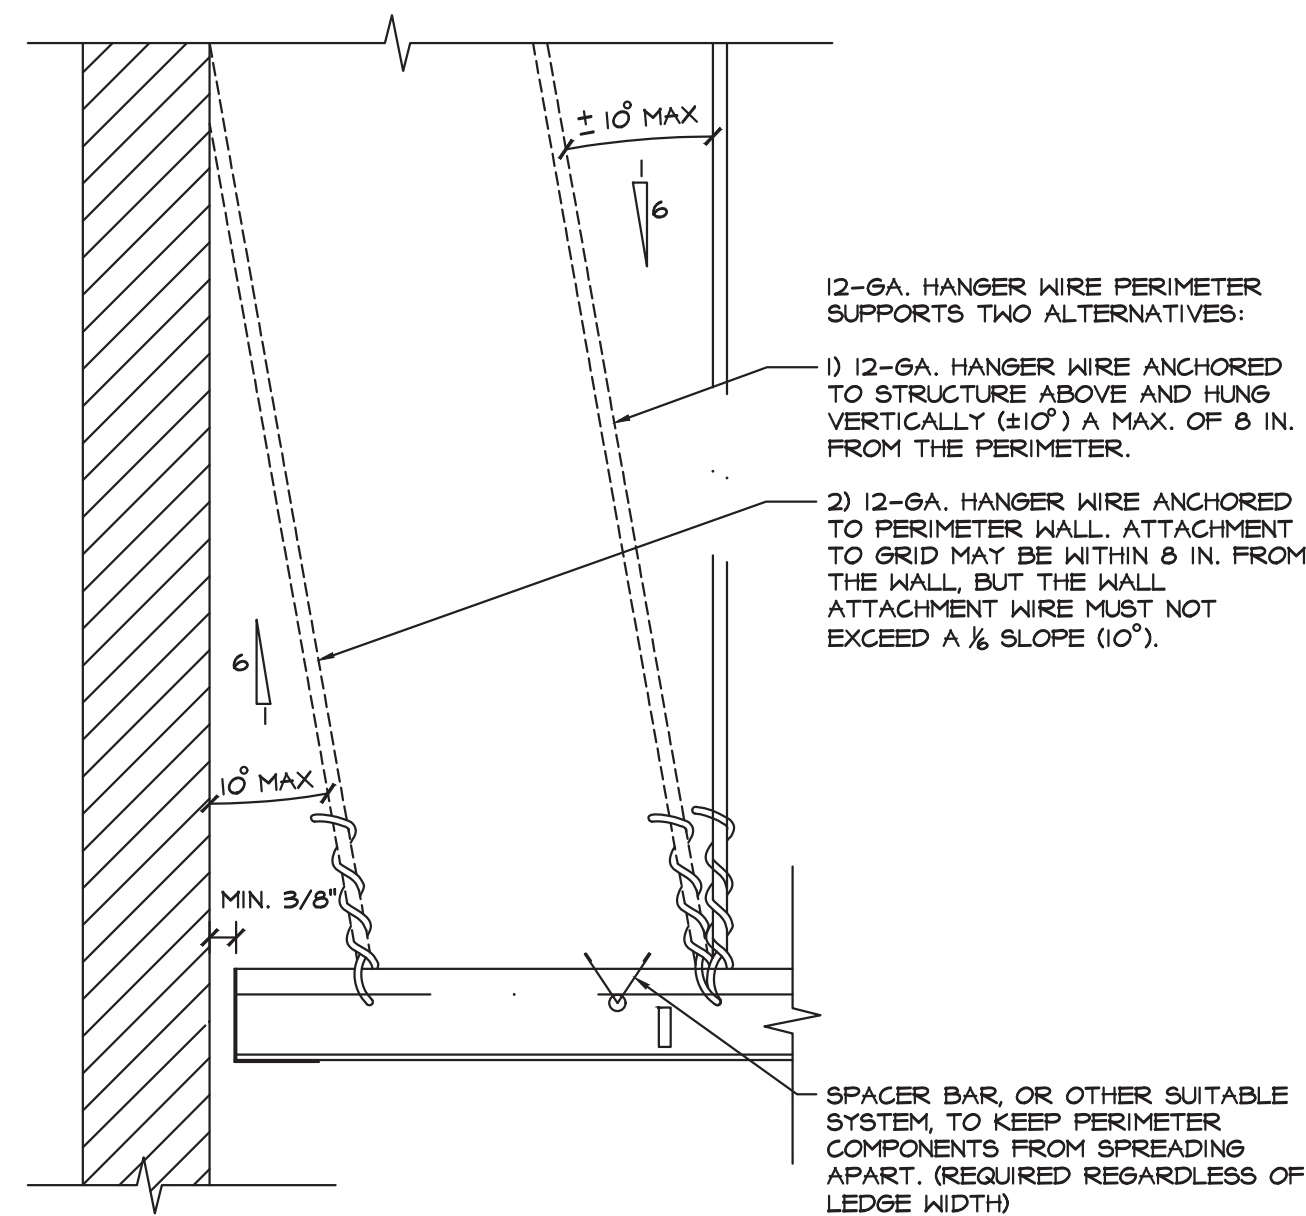 ± 10° MAX
6
12-GA. HANGER WIRE PERIMETER
SUPPORTS TWO ALTERNATIVES:
1) 12-GA. HANGER WIRE ANCHORED
TO STRUCTURE ABOVE AND HUNG
VERTICALLY (±10°) A MAX. OF 8 IN.
FROM THE PERIMETER.
2) 12-GA. HANGER WIRE ANCHORED
TO PERIMETER WALL. ATTACHMENT
TO GRID MAY BE WITHIN 8 IN. FROM
THE WALL, BUT THE WALL
ATTACHMENT WIRE MUST NOT
EXCEED A 1/6 SLOPE (10°).
6
10° MAX
MIN. 3/8"
SPACER BAR, OR OTHER SUITABLE
SYSTEM, TO KEEP PERIMETER
COMPONENTS FROM SPREADING
APART. (REQUIRED REGARDLESS OF
LEDGE WIDTH)